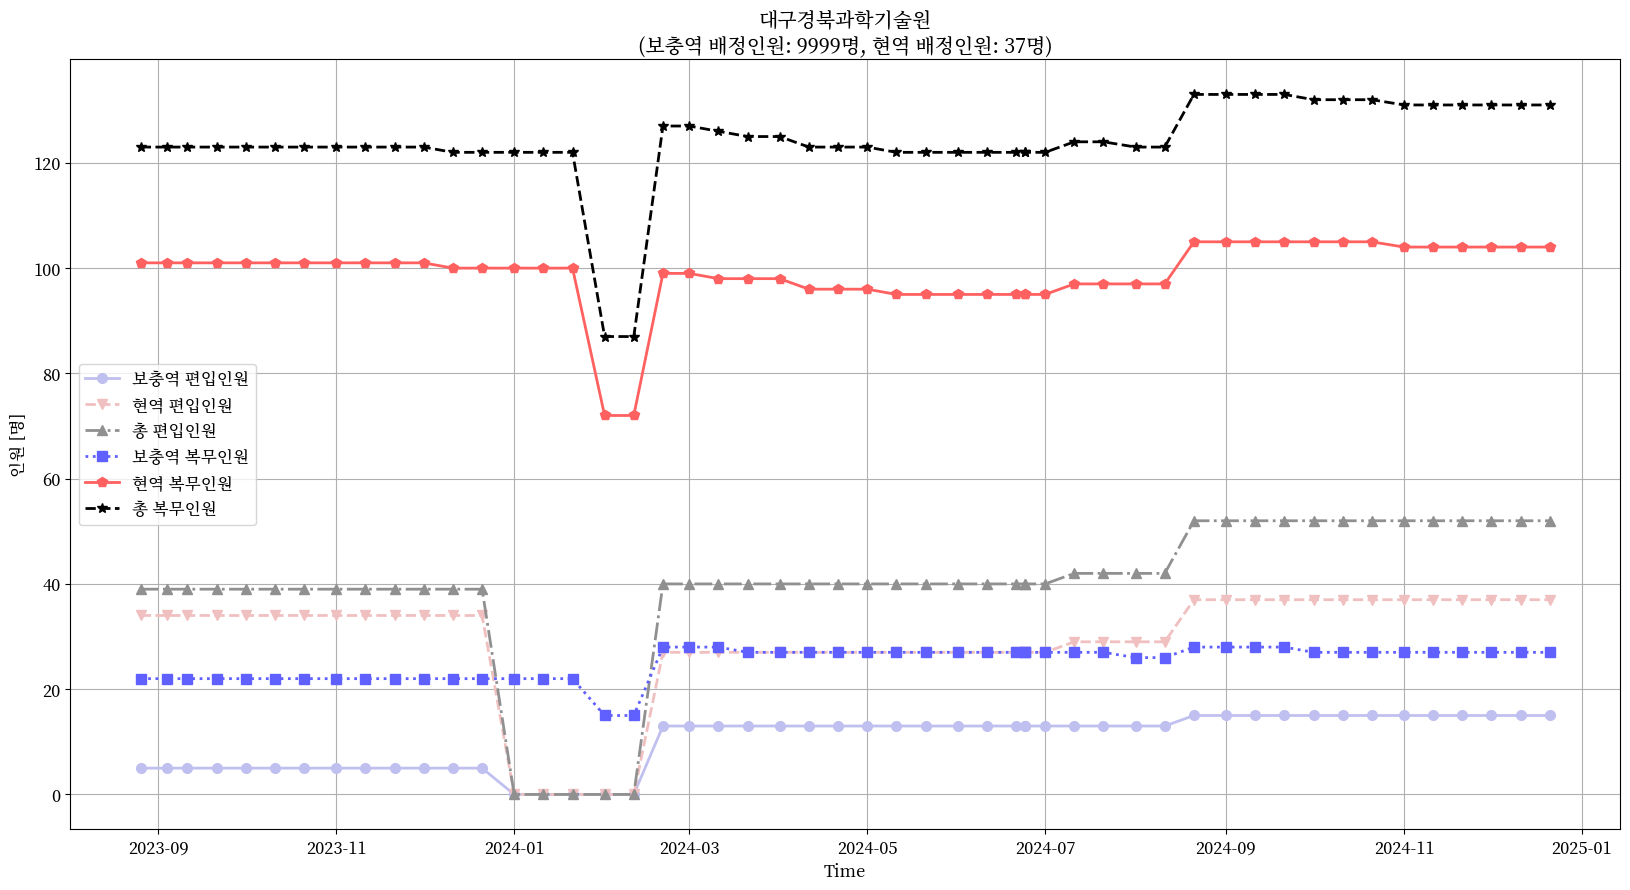 대구경북과학기술원
(보충역 배정인원: 9999명, 현역 배정인원: 37명)
인원 [명]
120
100
80
60
40
20
0
보충역 편입인원
현역 편입인원
총 편입인원
보충역 복무인원
현역 복무인원
총 복무인원
2023-09
2023-11
2024-01
2024-03
2024-05
2024-07
2024-09
2024-11
2025-01
Time